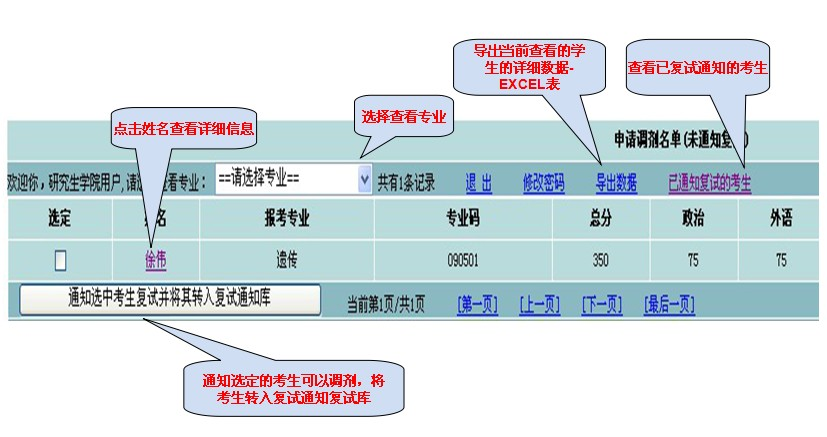 导出当前查看的学
生的详细数据-
EXCEL表
查看已复试通知的考生
点击姓名查看详细信息
选择查看专业
申请调剂名单(未通知复)
欢迎你，研究生学院用户,请选查看专业：
==请选择专业==
共有1条记录
退 出
修改密码
导出数据
已通知复试的考生
选定 名 报考专业 专业码 总分 政治 外语
徐伟 遗传 090501 350 75 75
通知选中考生复试并将其转入复试通知库
当前第1页/共1页 [第一页] [上一页] [下一页] [最后一页]
通知选定的考生可以调剂，将
考生转入复试通知复试库